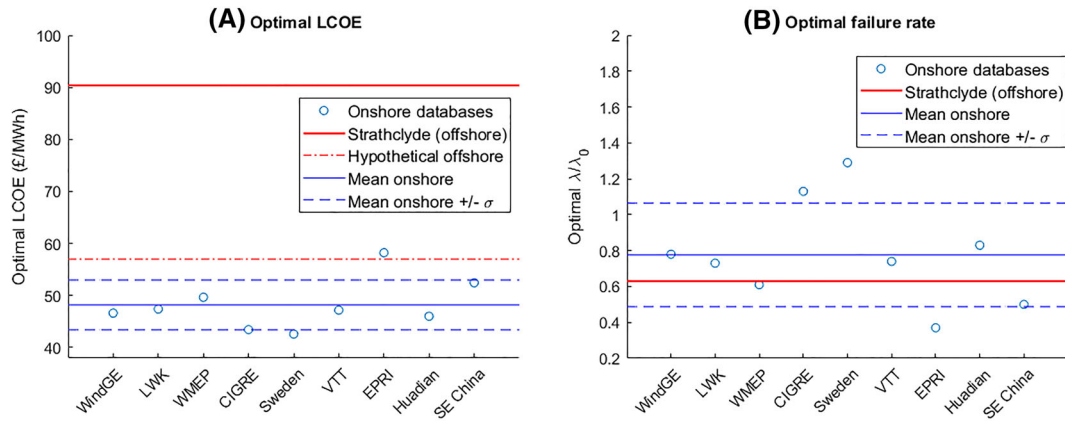 (A) Optimal LCOE
Optimal LCOE (£/MWh)
100
90
80
70
60
50
40
Onshore databases
Strathclyde (offshore)
Hypothetical offshore
Mean onshore
Mean onshore +/- σ
WindGE
LWK
WMEP
CIGRE
Sweden
VTT
EPRI
Huadian
SE China
(B) Optimal failure rate
Optimal λ/λ0
2
1.8
1.6
1.4
1.2
1
0.8
0.6
0.4
0.2
Onshore databases
Strathclyde (offshore)
Mean onshore
Mean onshore +/- σ
WindGE
LWK
WMEP
CIGRE
Sweden
VTT
EPRI
Huadian
SE China